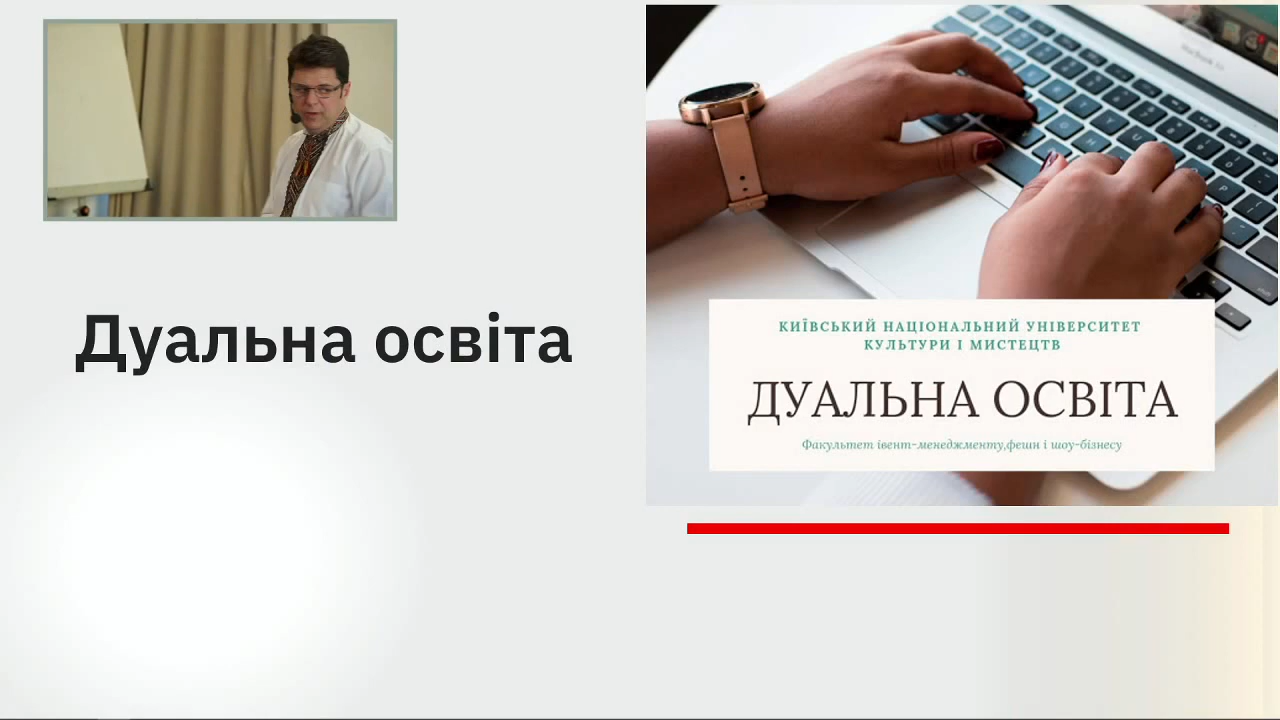 Дуальна освіта
КИЇВСЬКИЙ НАЦІОНАЛЬНИЙ УНІВЕРСИТЕТ
КУЛЬТУРИ І МИСТЕЦТВ
ДУАЛЬНА ОСВІТА
Факультет івент-менеджменту,фешн і шоу-бізнесу